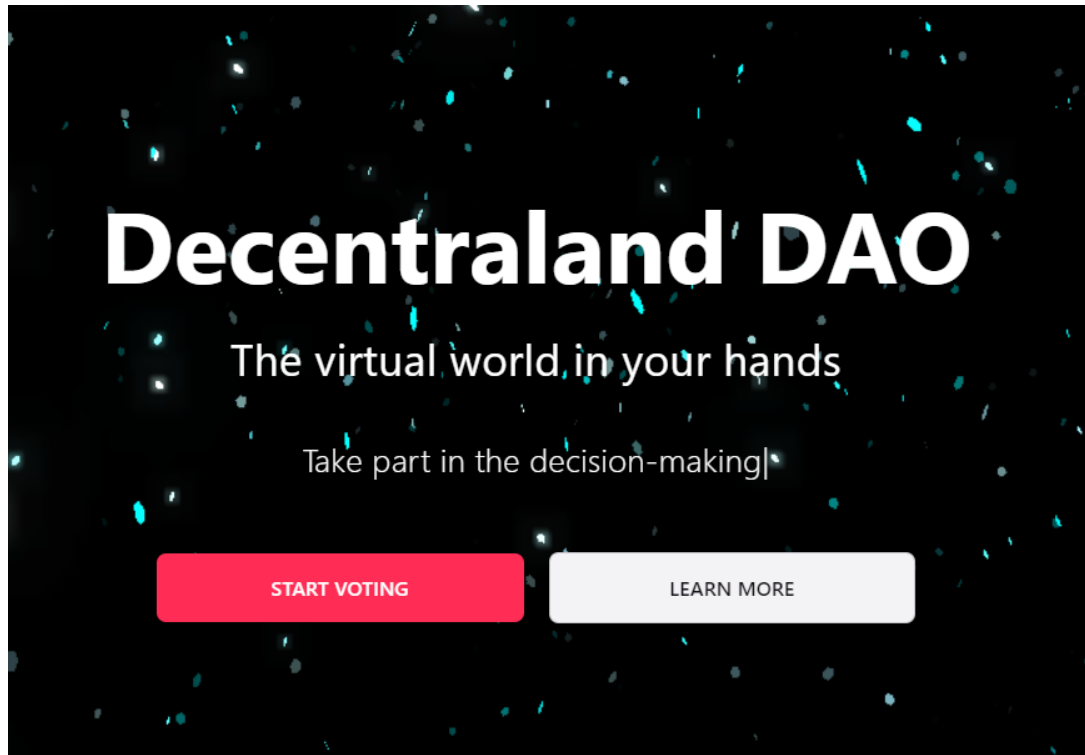 Decentraland DAO
The virtual world in your hands
Take part in the decision-making|
START VOTING
LEARN MORE